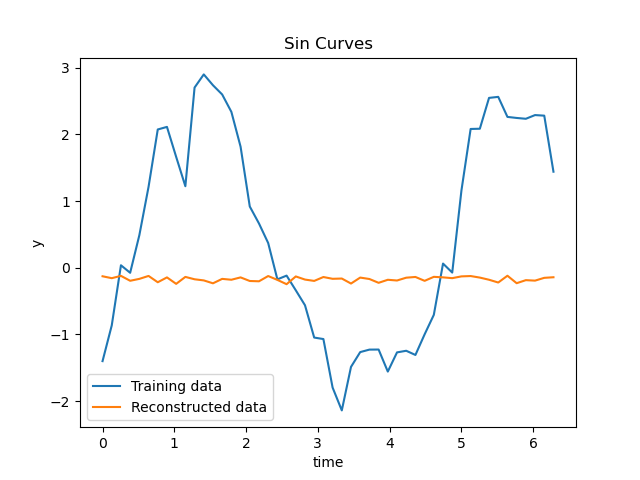 Sin Curves
3
2
1
0
−1
−2
y
Training data
Reconstructed data
0 1 2 3 4 5 6
time